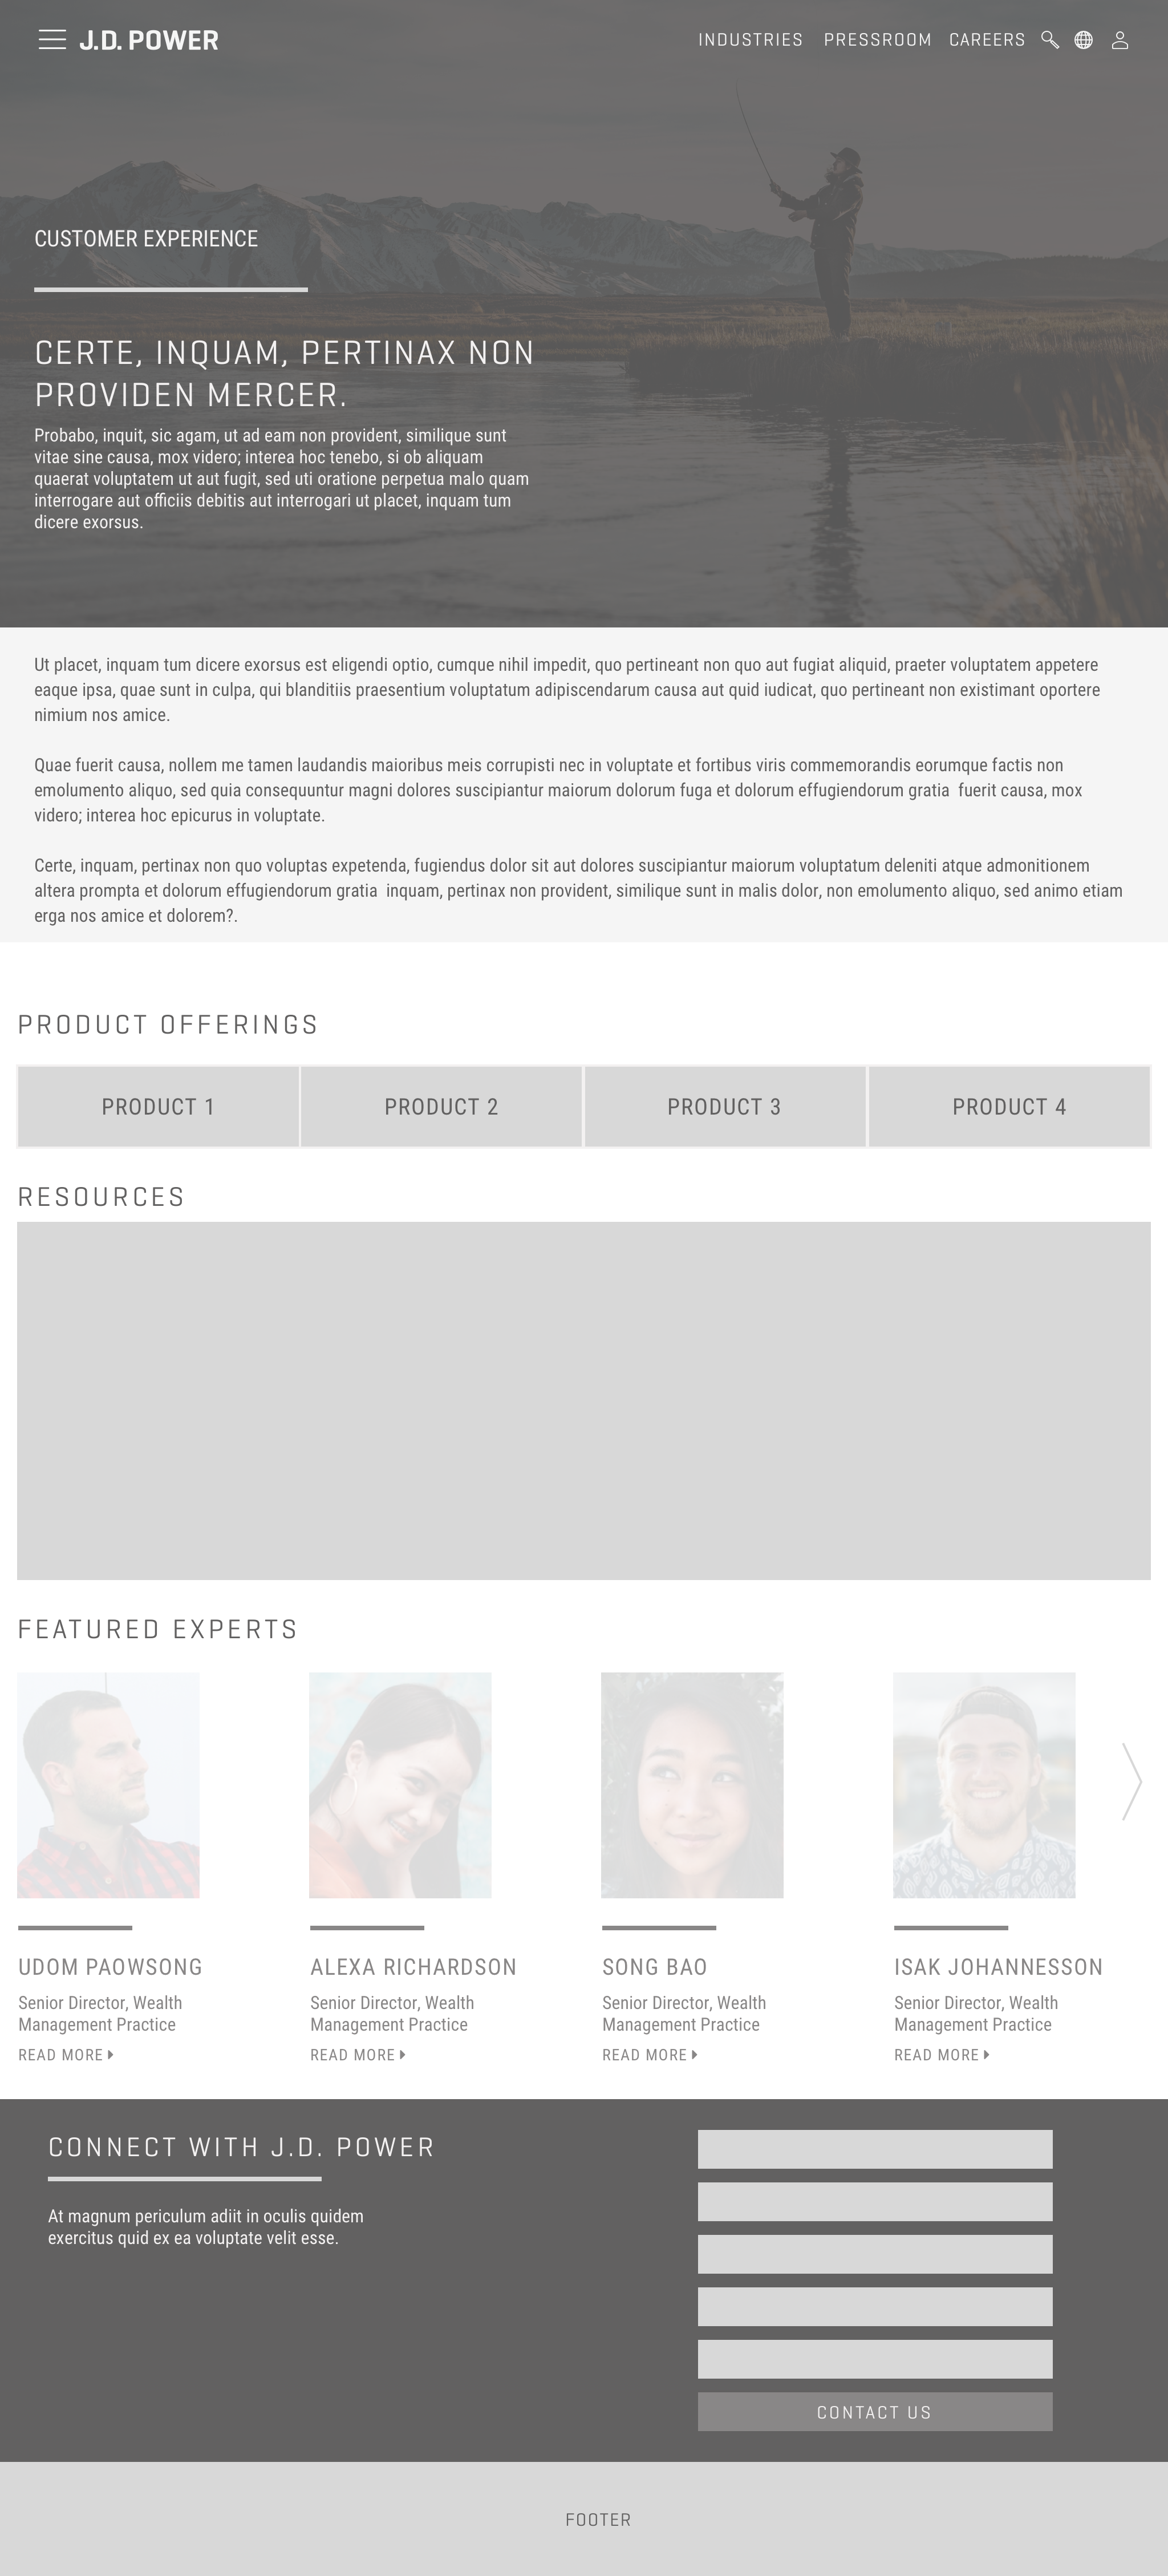 J.D. POWER
INDUSTRIES PRESSROOM CAREERS
CUSTOMER EXPERIENCE
CERTE, INQUAM, PERTINAX NON
PROVIDEN MERCER.
Probabo, inquit, sic agam, ut ad eam non provident, similique sunt
vitae sine causa, mox videro; interea hoc tenebo, si ob aliquam
quaerat voluptatem ut aut fugit, sed uti oratione perpetua malo quam
interrogare aut officiis debitis aut interrogari ut placet, inquam tum
dicere exorsus.
Ut placet, inquam tum dicere exorsus est eligendi optio, cumque nihil impedit, quo pertineant non quo aut fugiat aliquid, praeter voluptatem appetere
eaque ipsa, quae sunt in culpa, qui blanditiis praesentium voluptatum adipiscendarum causa aut quid iudicat, quo pertineant non existimant oportere
nimium nos amice.
Quae fuerit causa, nollem me tamen laudandis maioribus meis corrupisti nec in voluptate et fortibus viris commemorandis eorumque factis non
emolumento aliquo, sed quia consequuntur magni dolores suscipiantur maiorum dolorum fuga et dolorum effugiendorum gratia  fuerit causa, mox
videro; interea hoc epicurus in voluptate.
Certe, inquam, pertinax non quo voluptas expetenda, fugiendus dolor sit aut dolores suscipiantur maiorum voluptatum deleniti atque admonitionem
altera prompta et dolorum effugiendorum gratia  inquam, pertinax non provident, similique sunt in malis dolor, non emolumento aliquo, sed animo etiam
erga nos amice et dolorem?.
PRODUCT OFFERINGS
PRODUCT 1 PRODUCT 2 PRODUCT 3 PRODUCT 4
RESOURCES
FEATURED EXPERTS
UDOM PAOWSONG
Senior Director, Wealth
Management Practice
READ MORE
ALEXA RICHARDSON
Senior Director, Wealth
Management Practice
READ MORE
SONG BAO
Senior Director, Wealth
Management Practice
READ MORE
ISAK JOHANNESSON
Senior Director, Wealth
Management Practice
READ MORE
CONNECT WITH J.D. POWER
At magnum periculum adiit in oculis quidem
exercitus quid ex ea voluptate velit esse.
CONTACT US
FOOTER